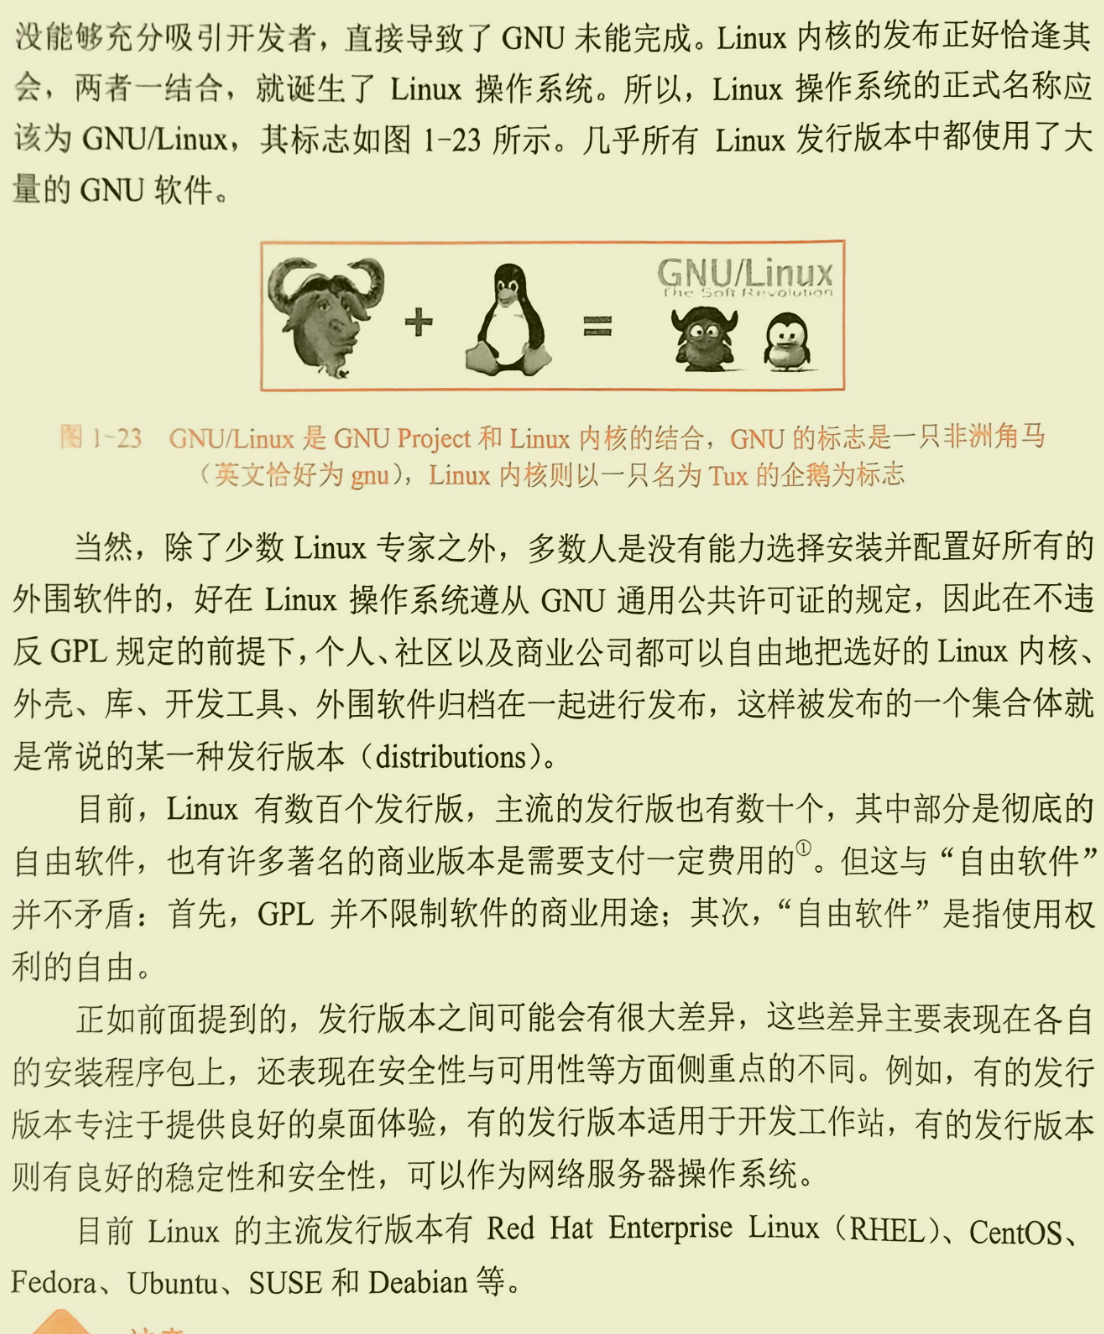 没能够充分吸引开发者，直接导致了 GNU 未能完成。Linux 内核的发布正好恰逢其
会，两者一结合，就诞生了 Linux 操作系统。所以，Linux 操作系统的正式名称应
该为 GNU/Linux，其标志如图 1-23 所示。几乎所有 Linux 发行版本中都使用了大
量的 GNU 软件。
+ =
GNU/Linux
The Soft Revolution
图 1-23 GNU/Linux 是 GNU Project 和 Linux 内核的结合，GNU 的标志是一只非洲角马
（英文恰好为 gnu），Linux 内核则以一只名为 Tux 的企鹅为标志
当然，除了少数 Linux 专家之外，多数人是没有能力选择安装并配置好所有的
外围软件的，好在 Linux 操作系统遵从 GNU 通用公共许可证的规定，因此在不违
反 GPL 规定的前提下，个人、社区以及商业公司都可以自由地把选好的 Linux 内核、
外壳、库、开发工具、外围软件归档在一起进行发布，这样被发布的一个集合体就
是常说的某一种发行版本（distributions）。
目前，Linux 有数百个发行版，主流的发行版也有数十个，其中部分是彻底的
自由软件，也有许多著名的商业版本是需要支付一定费用的①。但这与“自由软件”
并不矛盾：首先，GPL 并不限制软件的商业用途；其次，“自由软件”是指使用权
利的自由。
正如前面提到的，发行版本之间可能会有很大差异，这些差异主要表现在各自
的安装程序包上，还表现在安全性与可用性等方面侧重点的不同。例如，有的发行
版本专注于提供良好的桌面体验，有的发行版本适用于开发工作站，有的发行版本
则有良好的稳定性和安全性，可以作为网络服务器操作系统。
目前 Linux 的主流发行版本有 Red Hat Enterprise Linux（RHEL）、CentOS、
Fedora、Ubuntu、SUSE 和 Deabian 等。